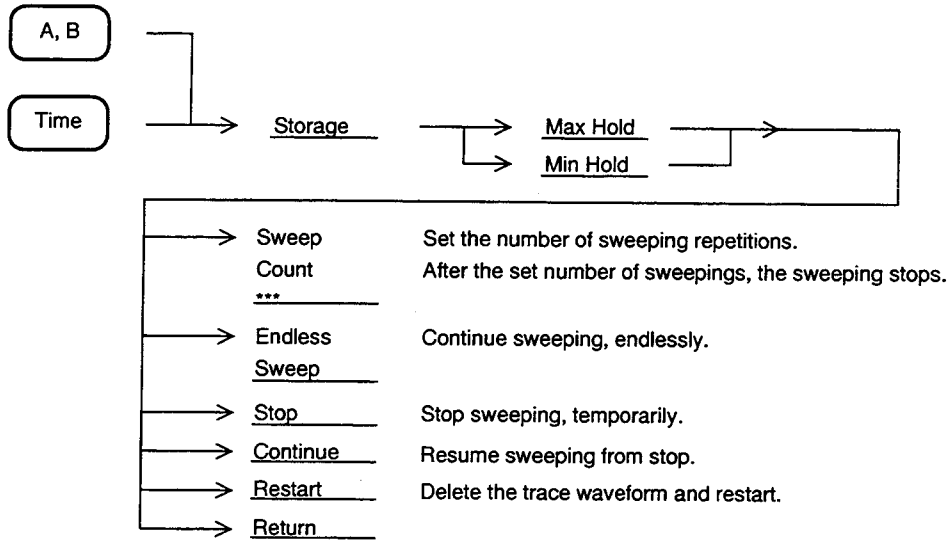 A, B
Time
Storage
Max Hold
Min Hold
Sweep Set the number of sweeping repetitions.
Count After the set number of sweepings, the sweeping stops.
***
Endless Continue sweeping, endlessly.
Sweep
Stop Stop sweeping, temporarily.
Continue Resume sweeping from stop.
Restart Delete the trace waveform and restart.
Return